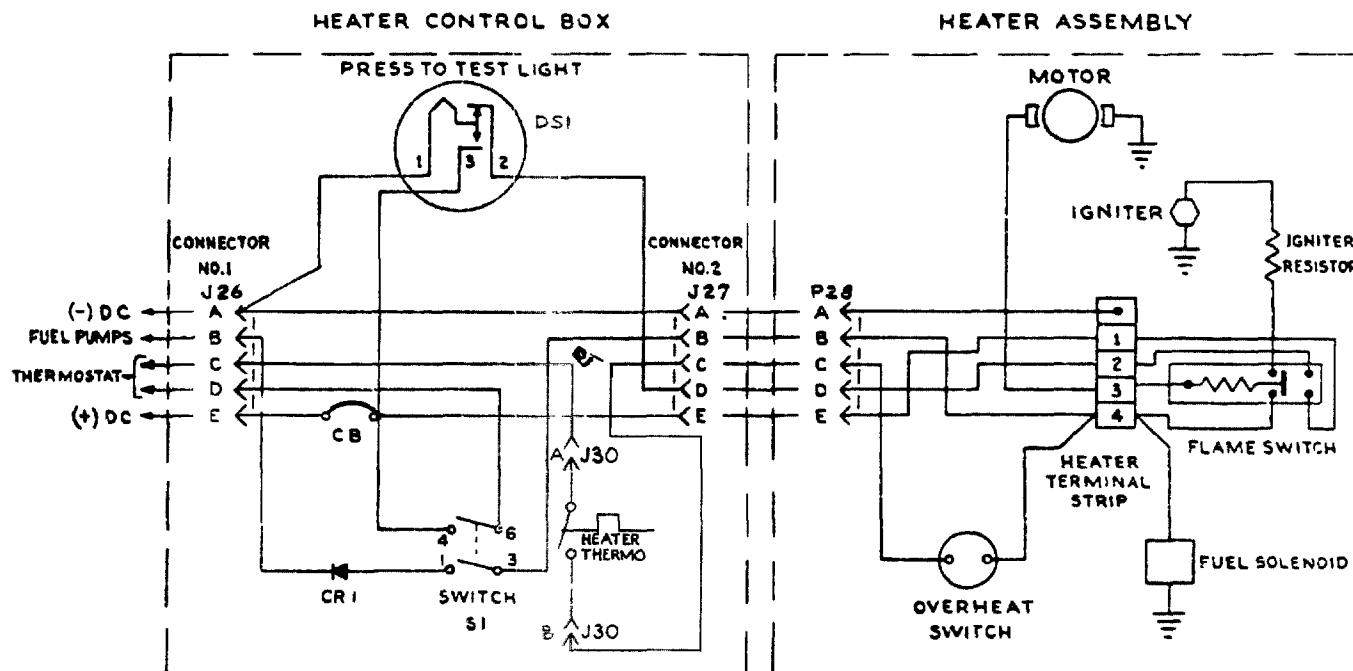 HEATER CONTROL BOX
HEATER ASSEMBLY
PRESS TO TEST LIGHT
DS1
1 3 2
MOTOR
IGNITER
IGNITER
RESISTOR
CONNECTOR
NO.1
J26
CONNECTOR
NO.2
J27
P28
(-) DC A A A
FUEL PUMPS B B B 1
THERMOSTAT C C C 2
D D D 3
(+) DC E E E 4
CB
A J30
FLAME SWITCH
HEATER
TERMINAL
STRIP
4 6
3
HEATER
THERMO
CR1
SWITCH
S1
B J30
OVERHEAT
SWITCH
FUEL SOLENOID